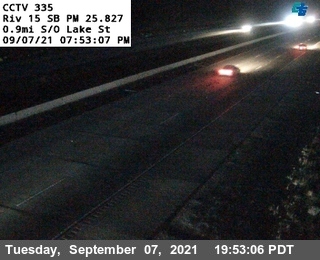 CCTV 335
Riv 15 SB PM 25.827
0.9mi S/O Lake St
09/07/21 07:53:07 PM
Tuesday, September 07, 2021 19:53:06 PDT